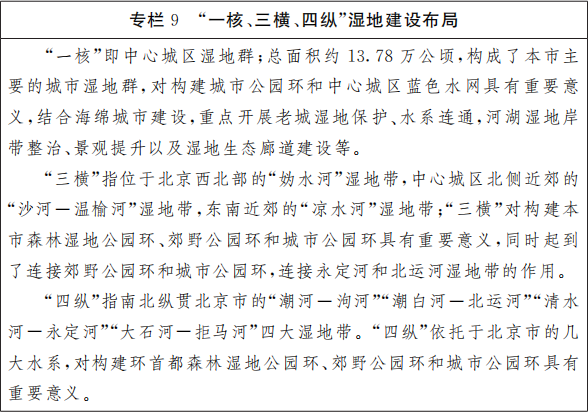 专栏 9 “一核、三横、四纵”湿地建设布局
“一核”即中心城区湿地群；总面积约 13.78 万公顷，构成了本市主
要的城市湿地群，对构建城市公园环和中心城区蓝色水网具有重要意
义，结合海绵城市建设，重点开展老城湿地保护、水系连通，河湖湿地岸
带整治、景观提升以及湿地生态廊道建设等。
“三横”指位于北京西北部的“妫水河”湿地带，中心城区北侧近郊的
“沙河－温榆河”湿地带，东南近郊的“凉水河”湿地带；“三横”对构建本
市森林湿地公园环、郊野公园环和城市公园环具有重要意义，同时起到
了连接郊野公园环和城市公园环，连接永定河和北运河湿地带的作用。
“四纵”指南北纵贯北京市的“潮河－泃河”“潮白河－北运河”“清水
河－永定河”“大石河－拒马河”四大湿地带。“四纵”依托于北京市的几
大水系，对构建环首都森林湿地公园环、郊野公园环和城市公园环具有
重要意义。